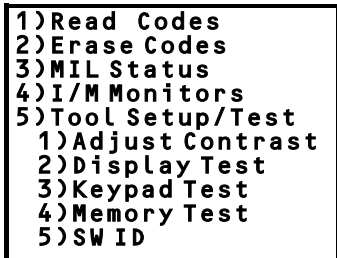 1)Read Codes
2)Erase Codes
3)MIL Status
4)I/M Monitors
5)Tool Setup/Test
1)Adjust Contrast
2)Display Test
3)Keypad Test
4)Memory Test
5)SW ID